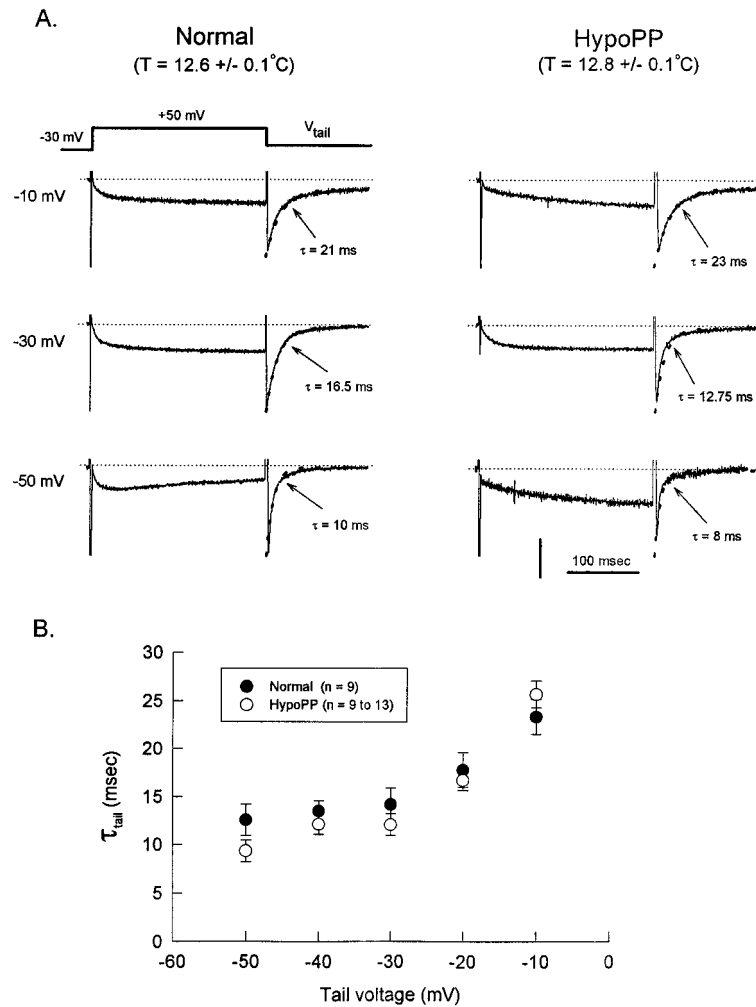 A.
Normal
(T = 12.6 +/- 0.1°C)
HypoPP
(T = 12.8 +/- 0.1°C)
+50 mV
-30 mV
Vtail
-10 mV
τ = 21 ms
τ = 23 ms
-30 mV
τ = 16.5 ms
τ = 12.75 ms
-50 mV
τ = 10 ms
τ = 8 ms
100 msec
B.
30
25
20
15
10
5
0
τtail (msec)
Normal (n = 9)
HypoPP (n = 9 to 13)
-60 -50 -40 -30 -20 -10 0
Tail voltage (mV)